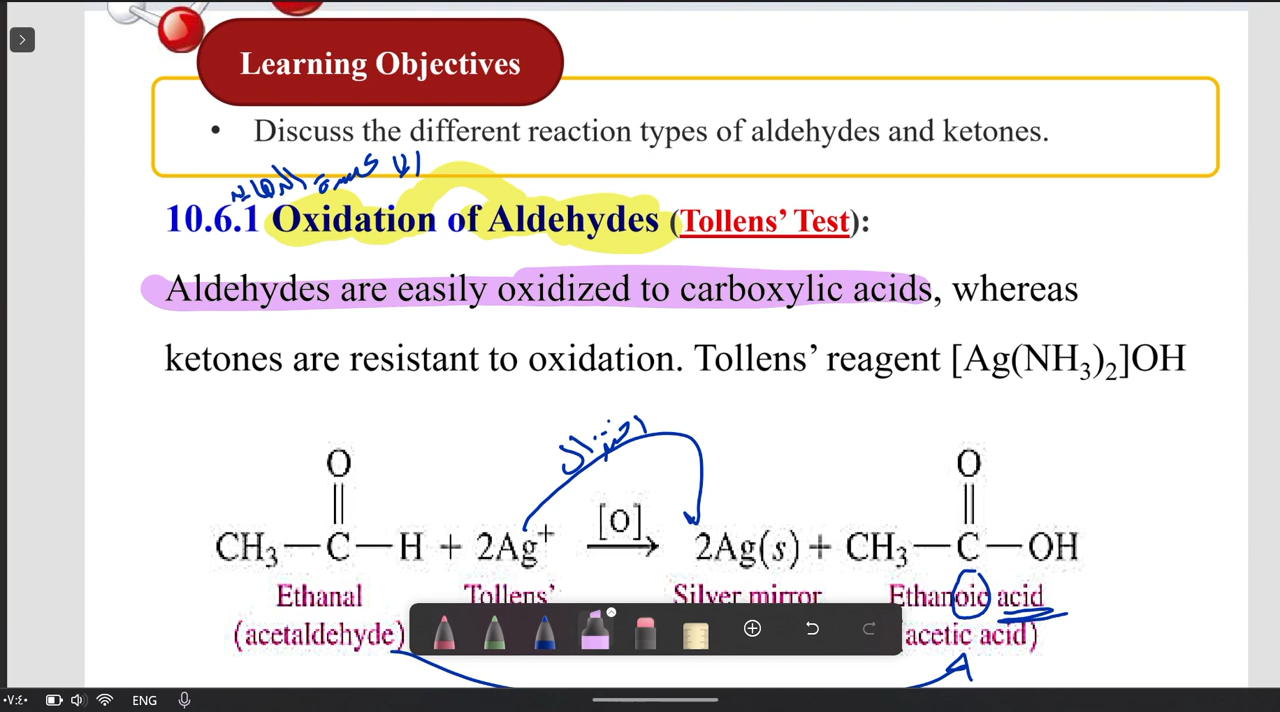 Learning Objectives
• Discuss the different reaction types of aldehydes and ketones.
10.6.1 Oxidation of Aldehydes (Tollens’ Test):
Aldehydes are easily oxidized to carboxylic acids, whereas
ketones are resistant to oxidation. Tollens’ reagent [Ag(NH₃)₂]OH
اختزال
O O
CH₃—C—H + 2Ag⁺ [O] → 2Ag(s) + CH₃—C—OH
Ethanal Tollens’ Silver mirror Ethanoic acid
(acetaldehyde) acetic acid)
٠٧:٤٠ ENG